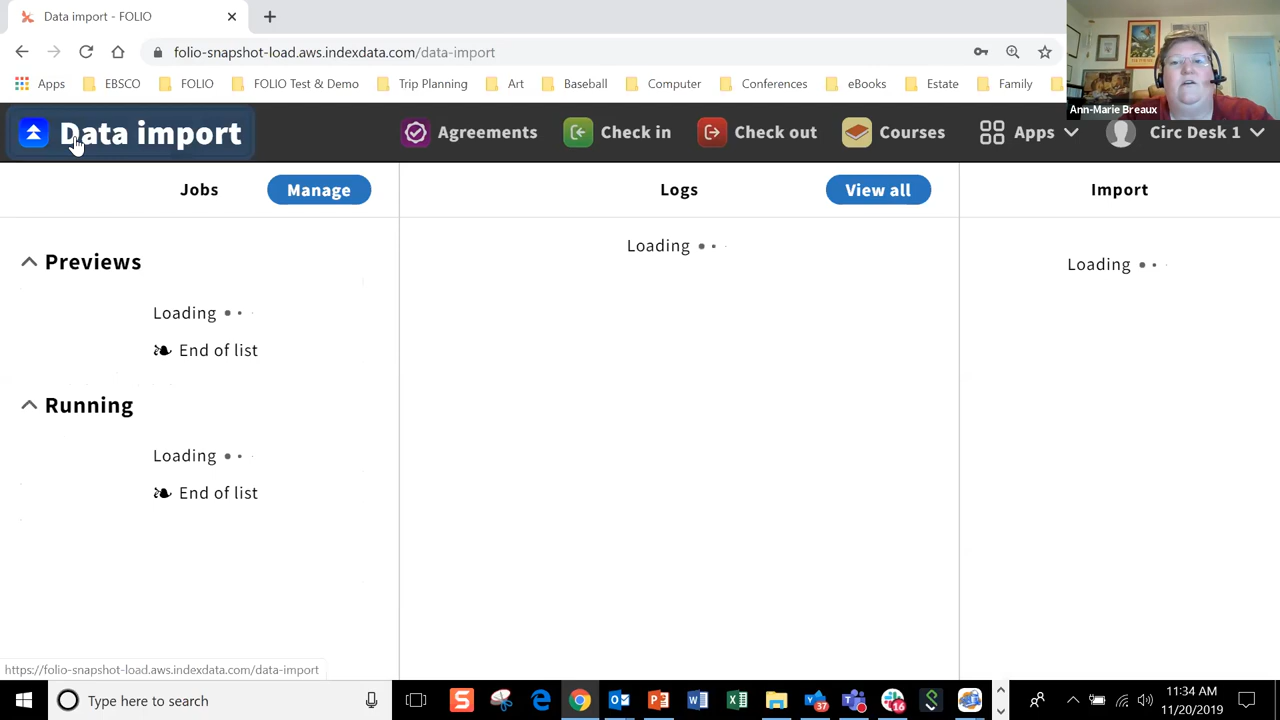 Data import - FOLIO
folio-snapshot-load.aws.indexdata.com/data-import
Apps EBSCO FOLIO FOLIO Test & Demo Trip Planning Art Baseball Computer Conferences eBooks Estate Family
Ann-Marie Breaux
Data import Agreements Check in Check out Courses Apps Circ Desk 1
Jobs Manage Logs View all Import
Loading
Loading
Previews
Loading
End of list
Running
Loading
End of list
https://folio-snapshot-load.aws.indexdata.com/data-import
Type here to search
37
16
11:34 AM
11/20/2019